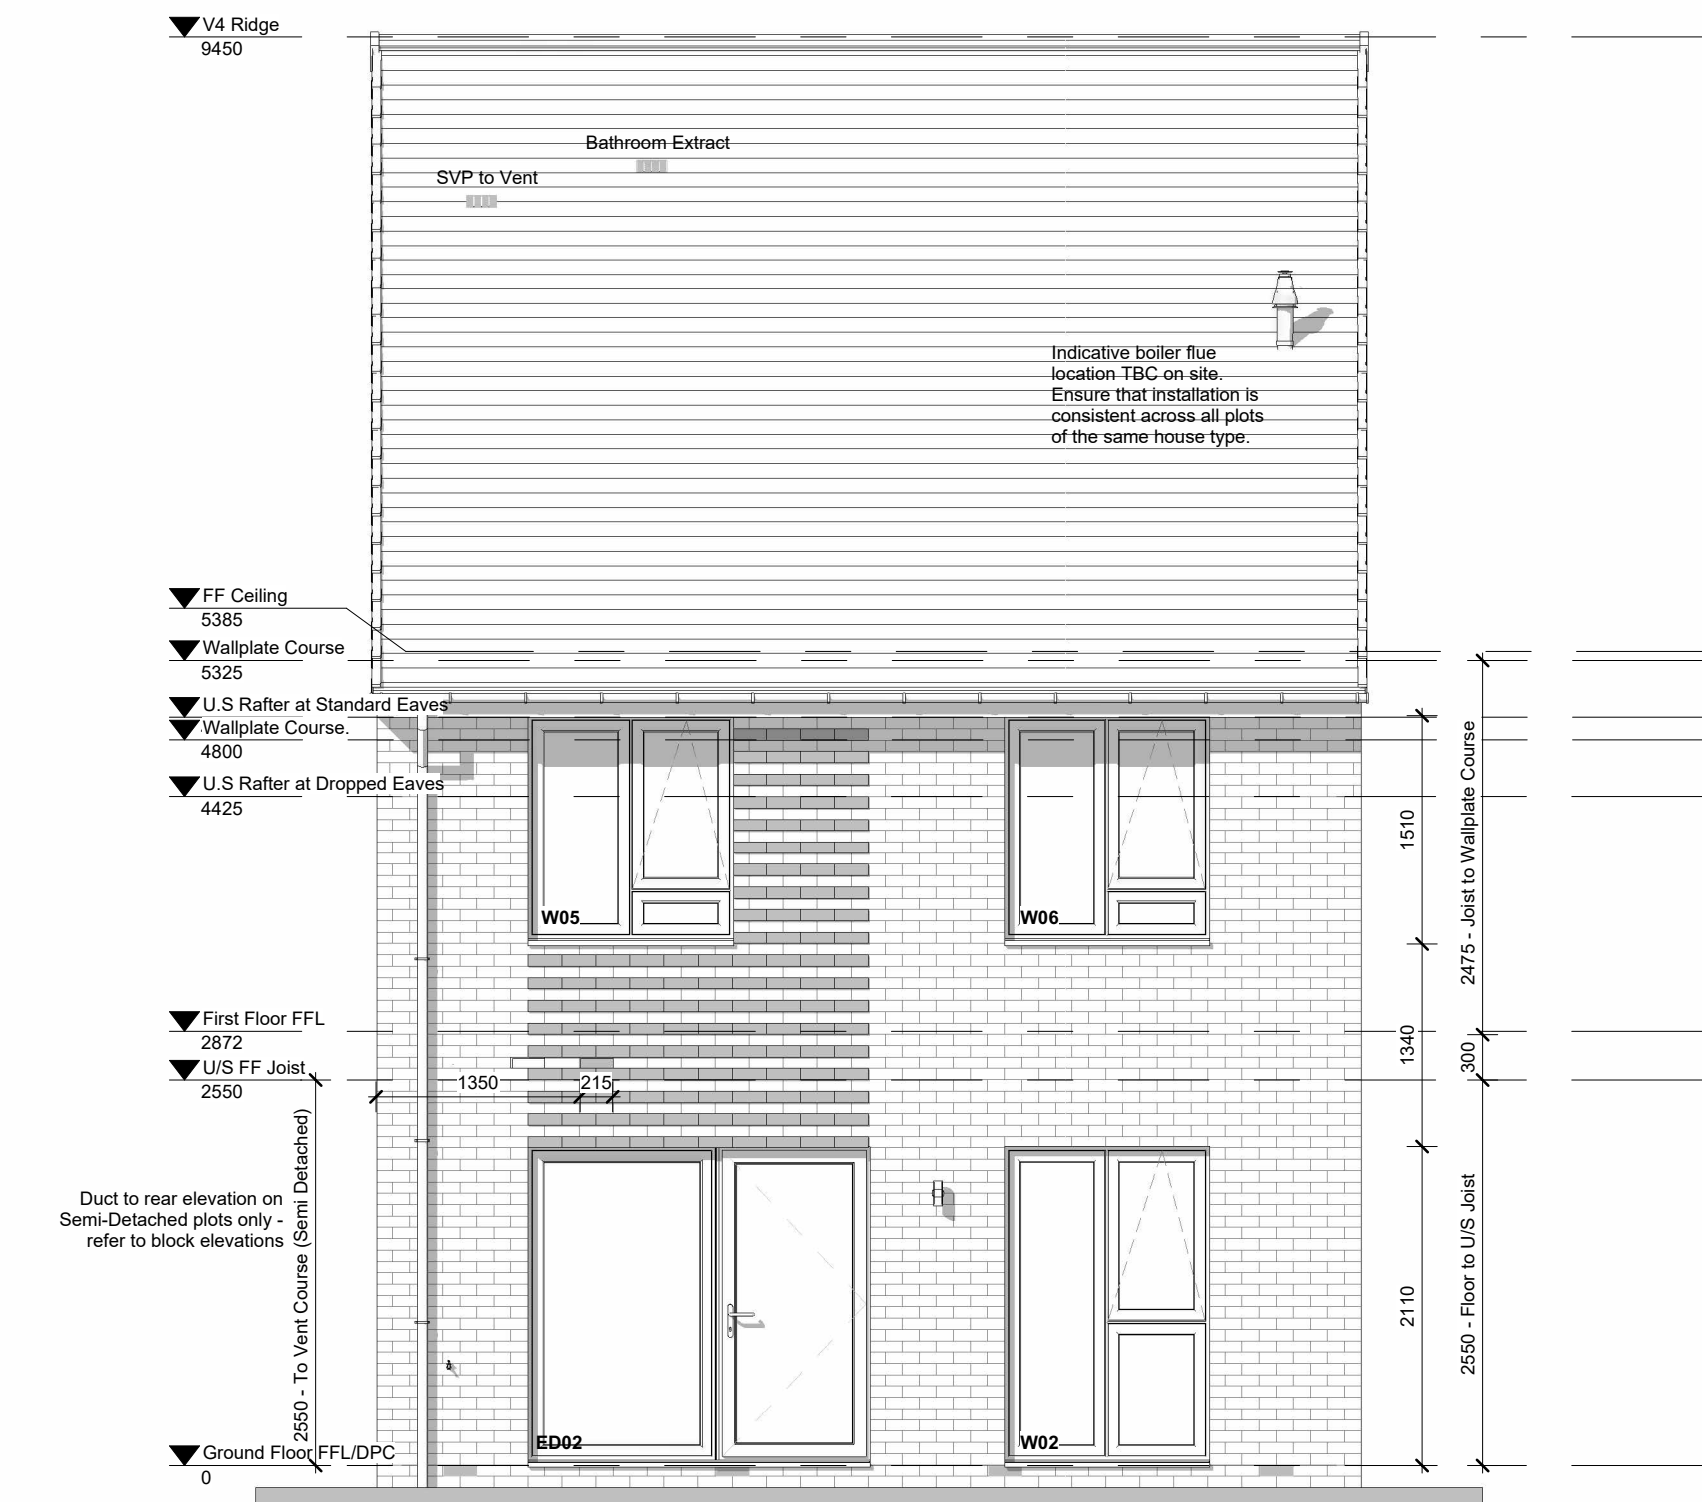 V4 Ridge
9450
Bathroom Extract
SVP to Vent
Indicative boiler flue
location TBC on site.
Ensure that installation is
consistent across all plots
of the same house type.
FF Ceiling
5385
Wallplate Course
5325
U.S Rafter at Standard Eaves
Wallplate Course.
4800
U.S Rafter at Dropped Eaves
4425
W05
W06
1510
2475 - Joist to Wallplate Course
First Floor FFL
2872
1340
300
U/S FF Joist
2550
1350
215
Duct to rear elevation on
Semi-Detached plots only -
refer to block elevations
2550 - To Vent Course (Semi Detached)
2110
2550 - Floor to U/S Joist
ED02
W02
Ground Floor FFL/DPC
0